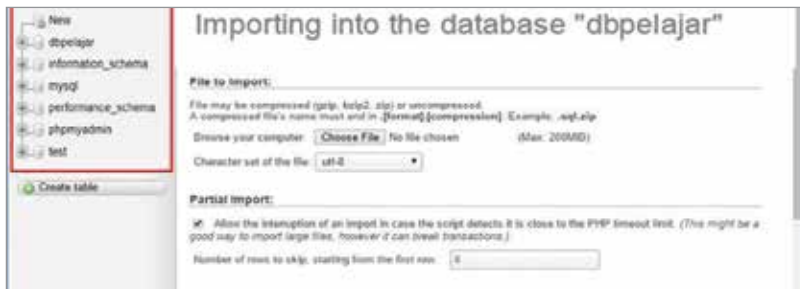 New
dbpelajar
information_schema
mysql
performance_schema
phpmyadmin
test
Create table
Importing into the database "dbpelajar"
File to Import:
File may be compressed (gzip, bzip2, zip) or uncompressed.
A compressed file's name must end in .[format].[compression]. Example: .sql.zip
Browse your computer: Choose File No file chosen (Max: 200MiB)
Character set of the file: utf-8
Partial Import:
Allow the interruption of an import in case the script detects it is close to the PHP timeout limit. (This might be a
good way to import large files, however it can break transactions.)
Number of rows to skip, starting from the first row: